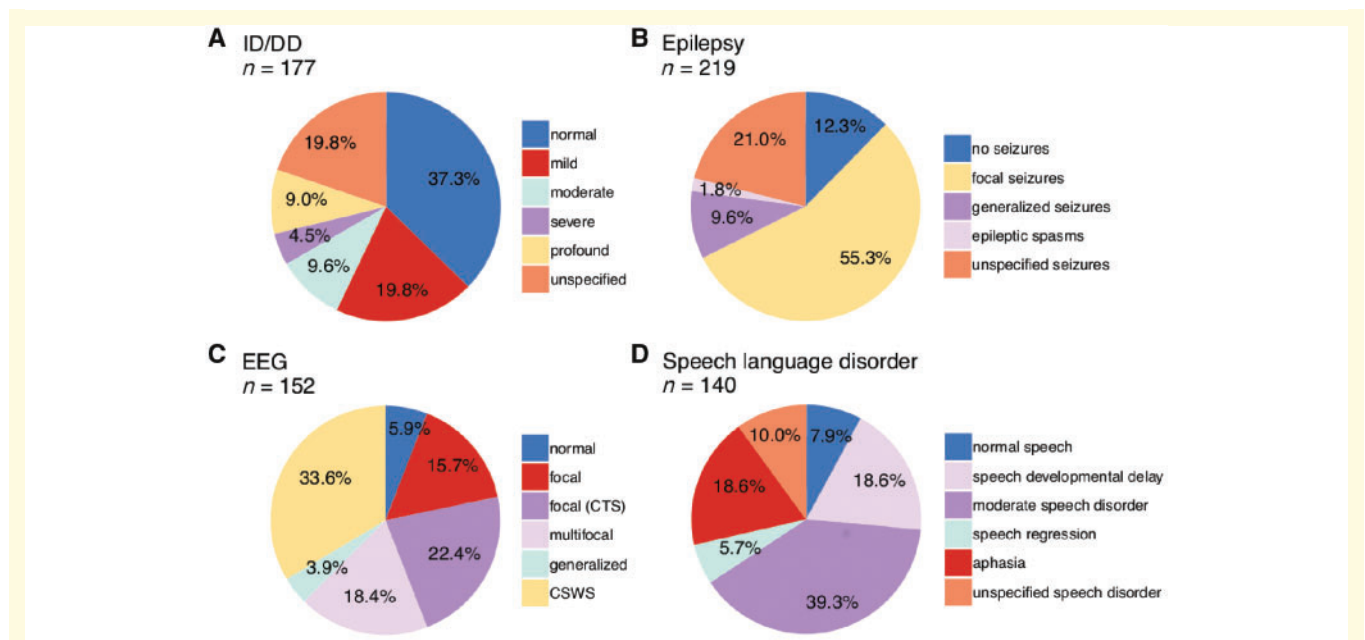 A ID/DD
n = 177
19.8%
37.3%
9.0%
4.5%
9.6%
19.8%
normal
mild
moderate
severe
profound
unspecified
B Epilepsy
n = 219
12.3%
21.0%
1.8%
9.6%
55.3%
no seizures
focal seizures
generalized seizures
epileptic spasms
unspecified seizures
C EEG
n = 152
5.9%
15.7%
33.6%
22.4%
3.9%
18.4%
normal
focal
focal (CTS)
multifocal
generalized
CSWS
D Speech language disorder
n = 140
10.0%
7.9%
18.6%
18.6%
5.7%
39.3%
normal speech
speech developmental delay
moderate speech disorder
speech regression
aphasia
unspecified speech disorder